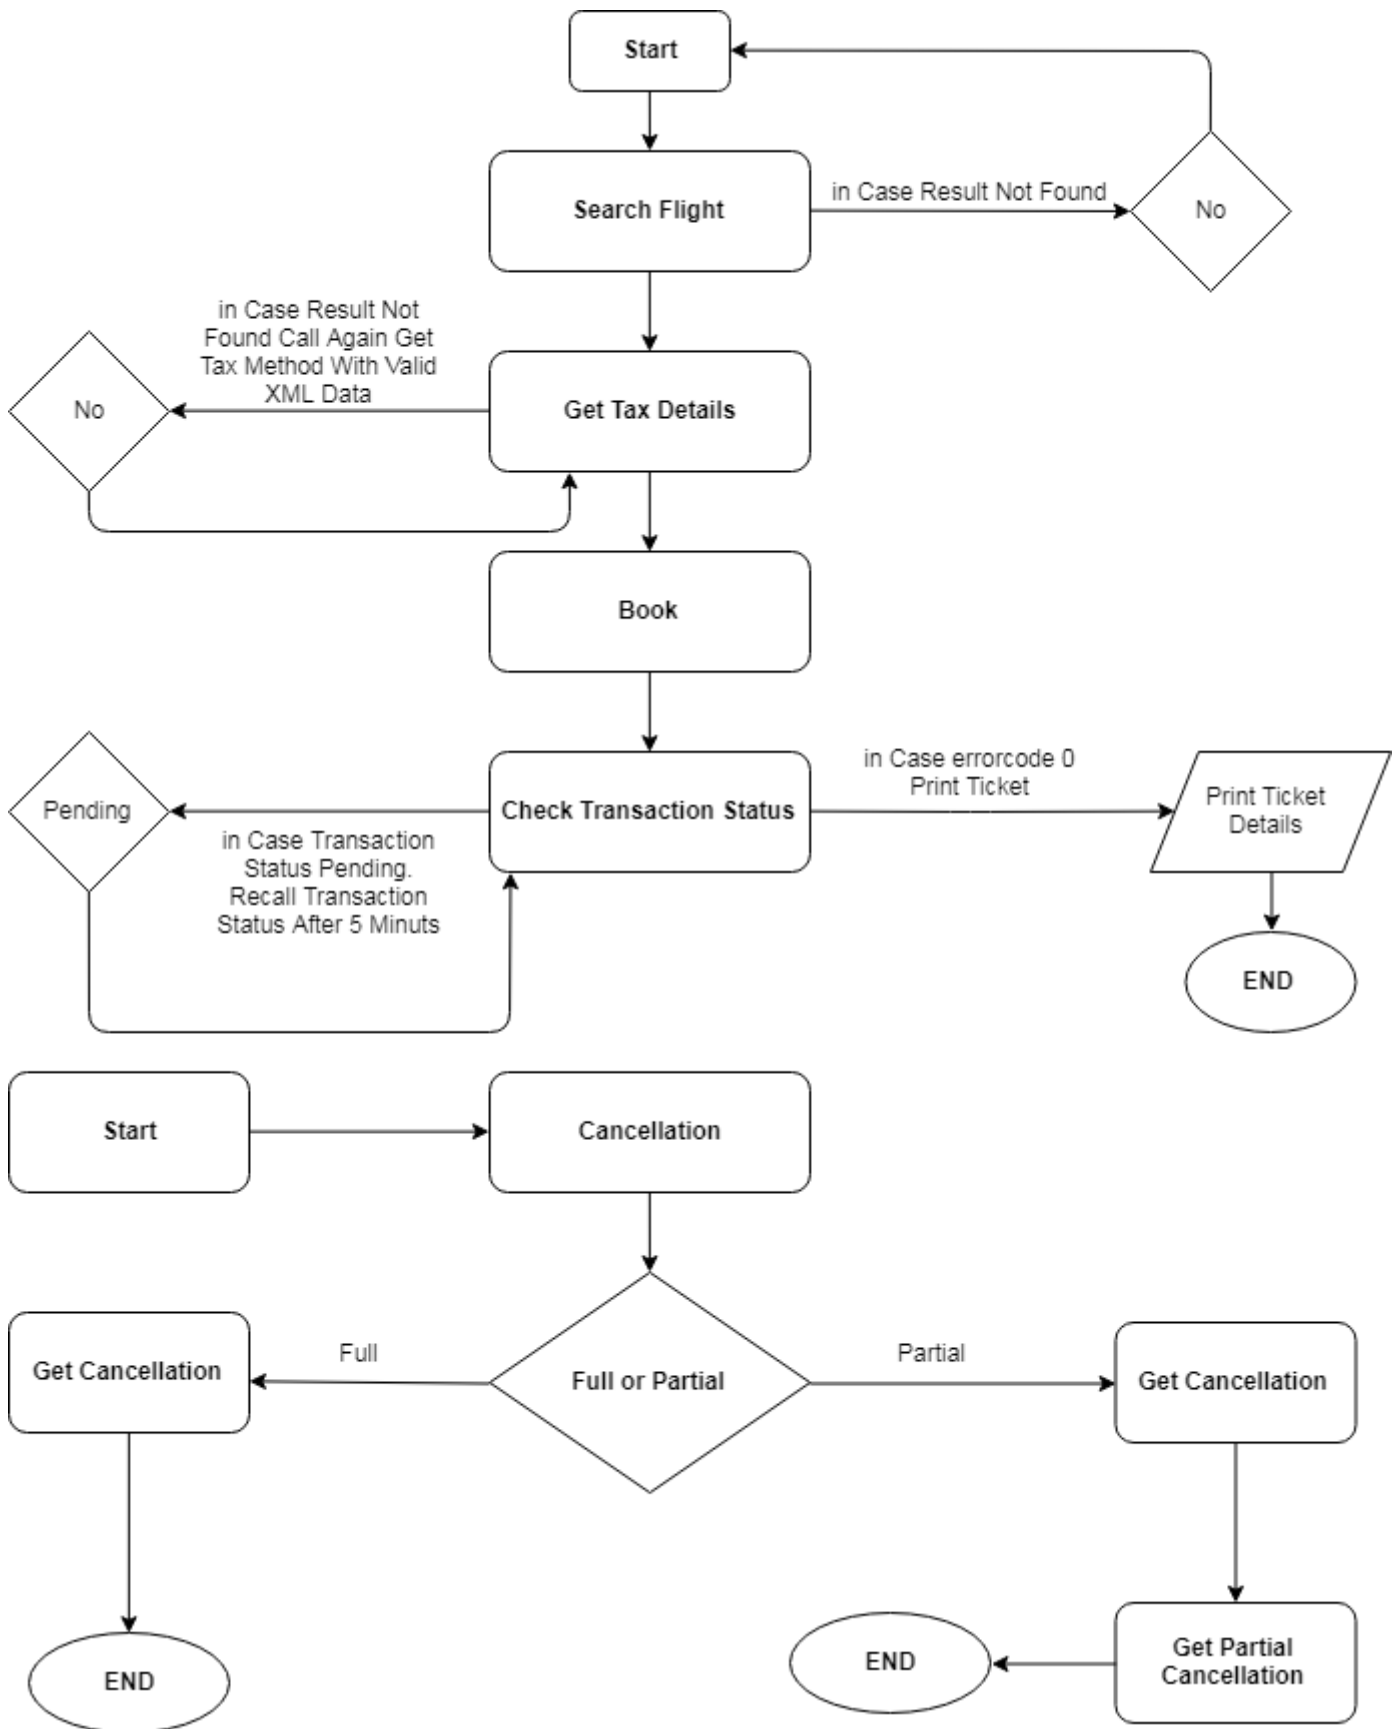 Start
in Case Result Not Found
Search Flight
No
in Case Result Not
Found Call Again Get
Tax Method With Valid
XML Data
No
Get Tax Details
Book
in Case errorcode 0
Print Ticket
Pending
Check Transaction Status
Print Ticket
Details
in Case Transaction
Status Pending.
Recall Transaction
Status After 5 Minuts
END
Start
Cancellation
Full
Partial
Get Cancellation
Full or Partial
Get Cancellation
Get Partial
Cancellation
END
END